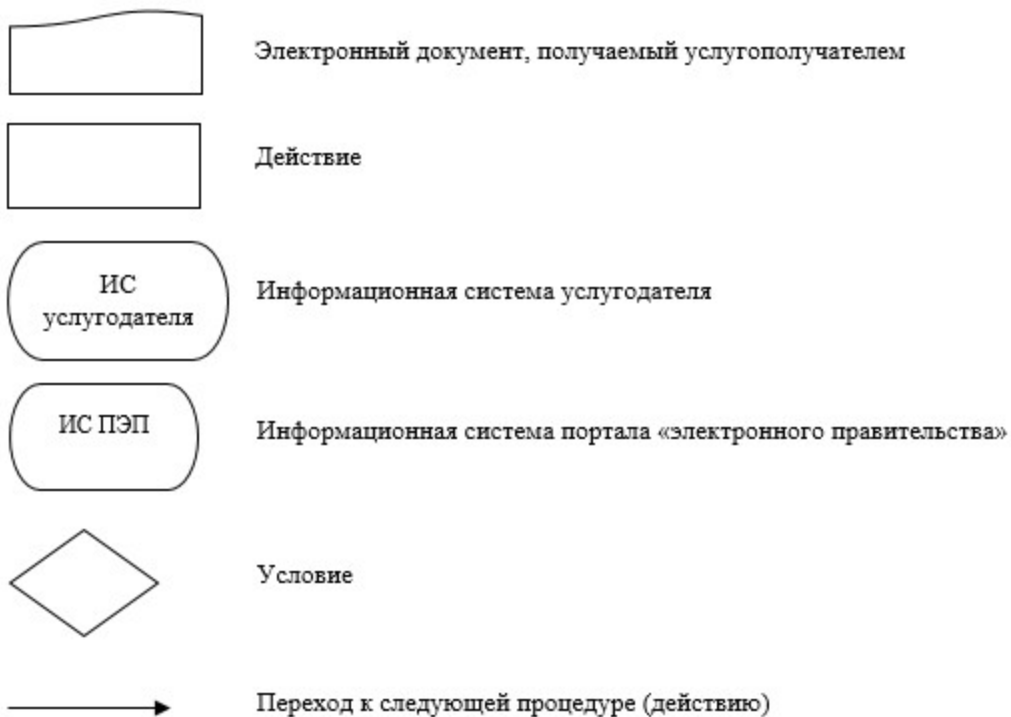 Электронный документ, получаемый услугополучателем
Действие
ИС
услугодателя
Информационная система услугодателя
ИС ПЭП
Информационная система портала «электронного правительства»
Условие
Переход к следующей процедуре (действию)